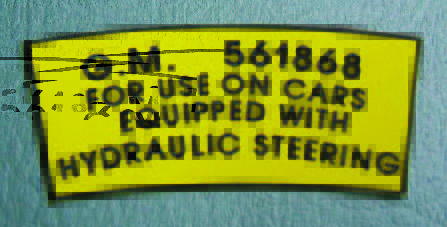 G.M. 561868
FOR USE ON CARS
EQUIPPED WITH
HYDRAULIC STEERING